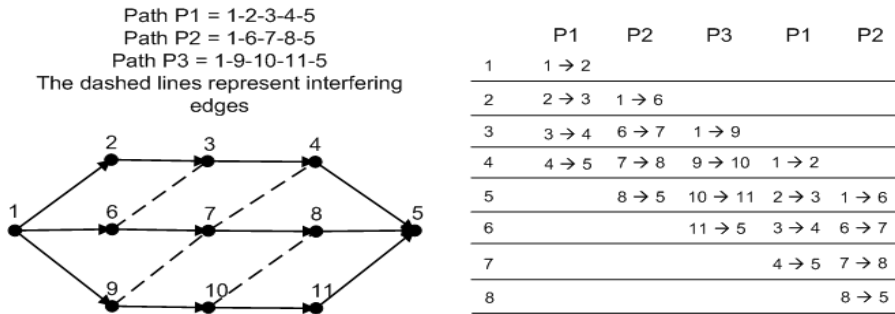 Path P1 = 1-2-3-4-5
Path P2 = 1-6-7-8-5
Path P3 = 1-9-10-11-5
The dashed lines represent interfering
edges
2 3 4
1 6 7 8 5
9 10 11
P1 P2 P3 P1 P2
1 1 → 2
2 2 → 3 1 → 6
3 3 → 4 6 → 7 1 → 9
4 4 → 5 7 → 8 9 → 10 1 → 2
5 8 → 5 10 → 11 2 → 3 1 → 6
6 11 → 5 3 → 4 6 → 7
7 4 → 5 7 → 8
8 8 → 5